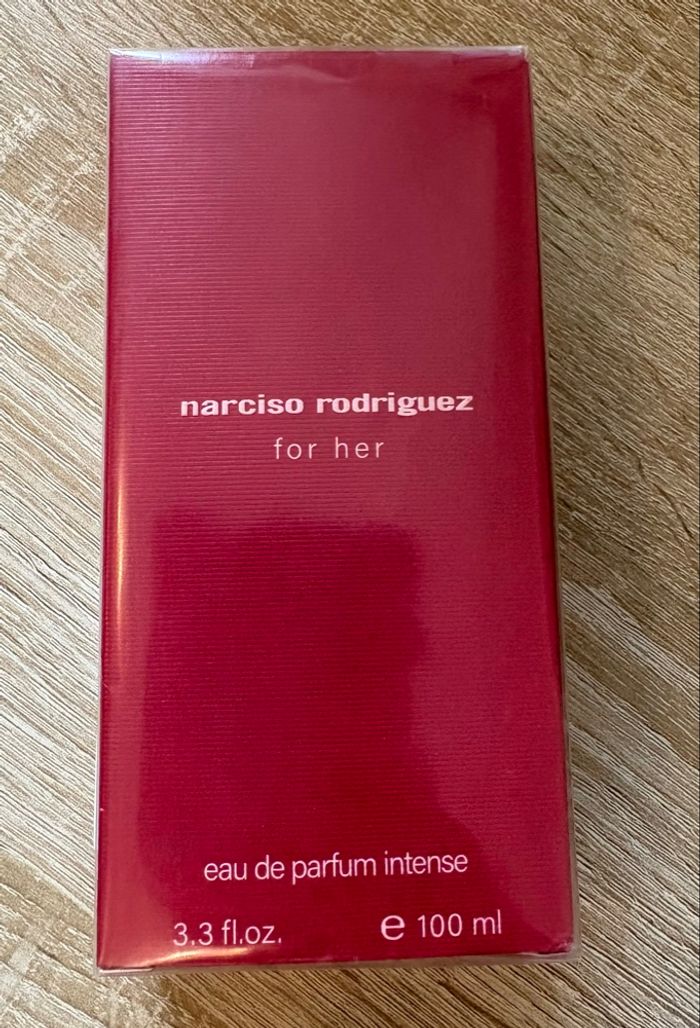 narciso rodriguez
for her
eau de parfum intense
3.3 fl.oz. e 100 ml